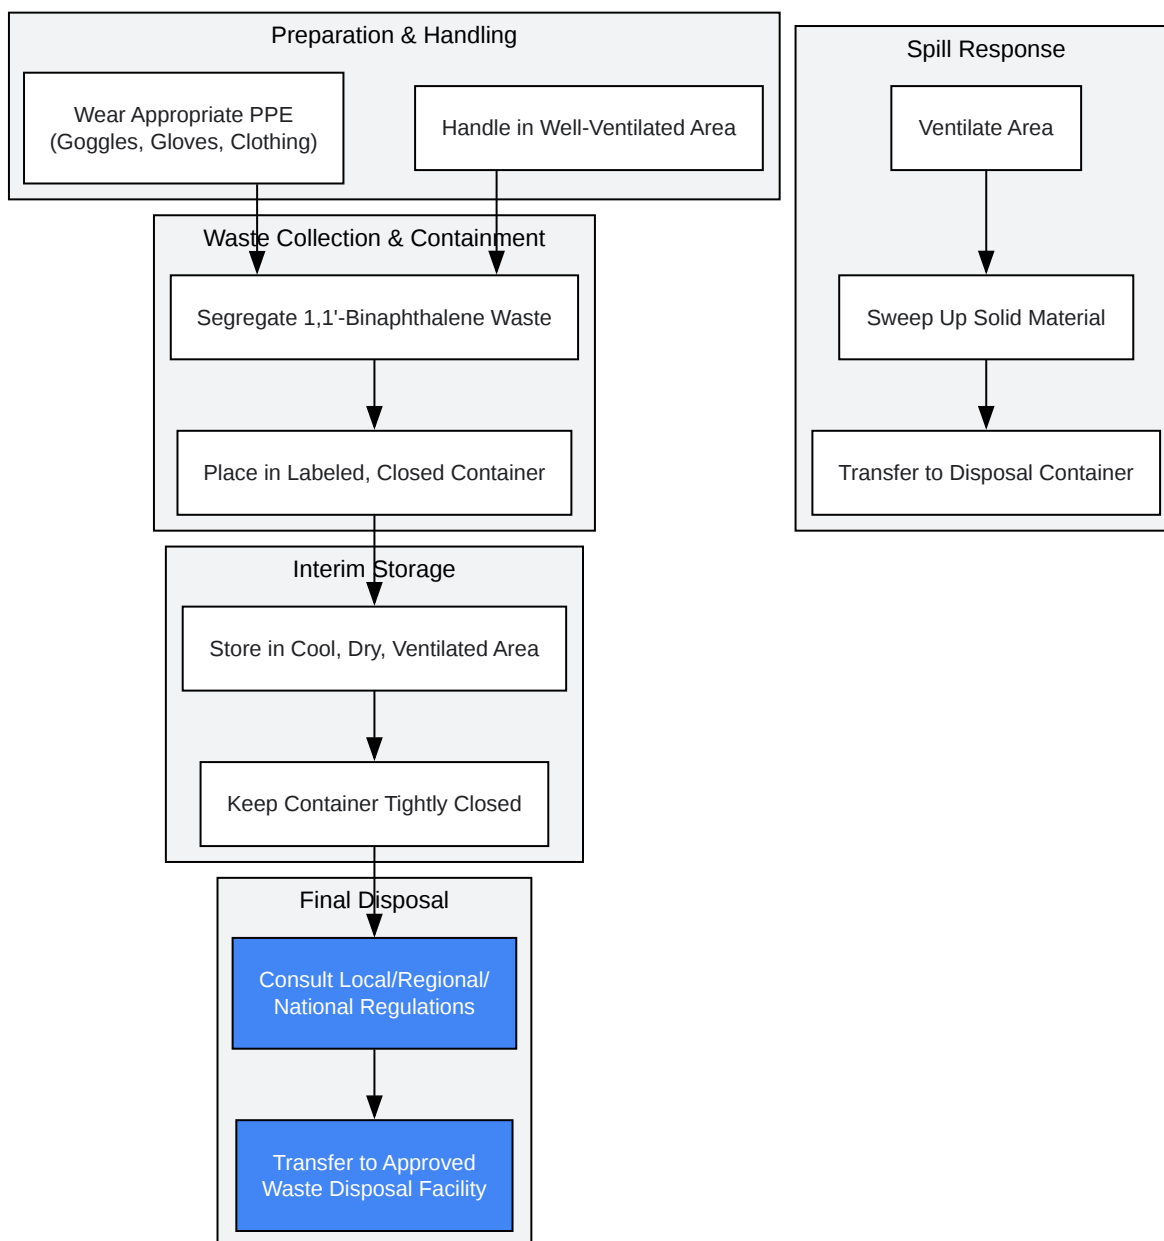 Preparation & Handling
Wear Appropriate PPE
(Goggles, Gloves, Clothing)
Handle in Well-Ventilated Area
Waste Collection & Containment
Segregate 1,1'-Binaphthalene Waste
Place in Labeled, Closed Container
Interim Storage
Store in Cool, Dry, Ventilated Area
Keep Container Tightly Closed
Final Disposal
Consult Local/Regional/
National Regulations
Transfer to Approved
Waste Disposal Facility
Spill Response
Ventilate Area
Sweep Up Solid Material
Transfer to Disposal Container